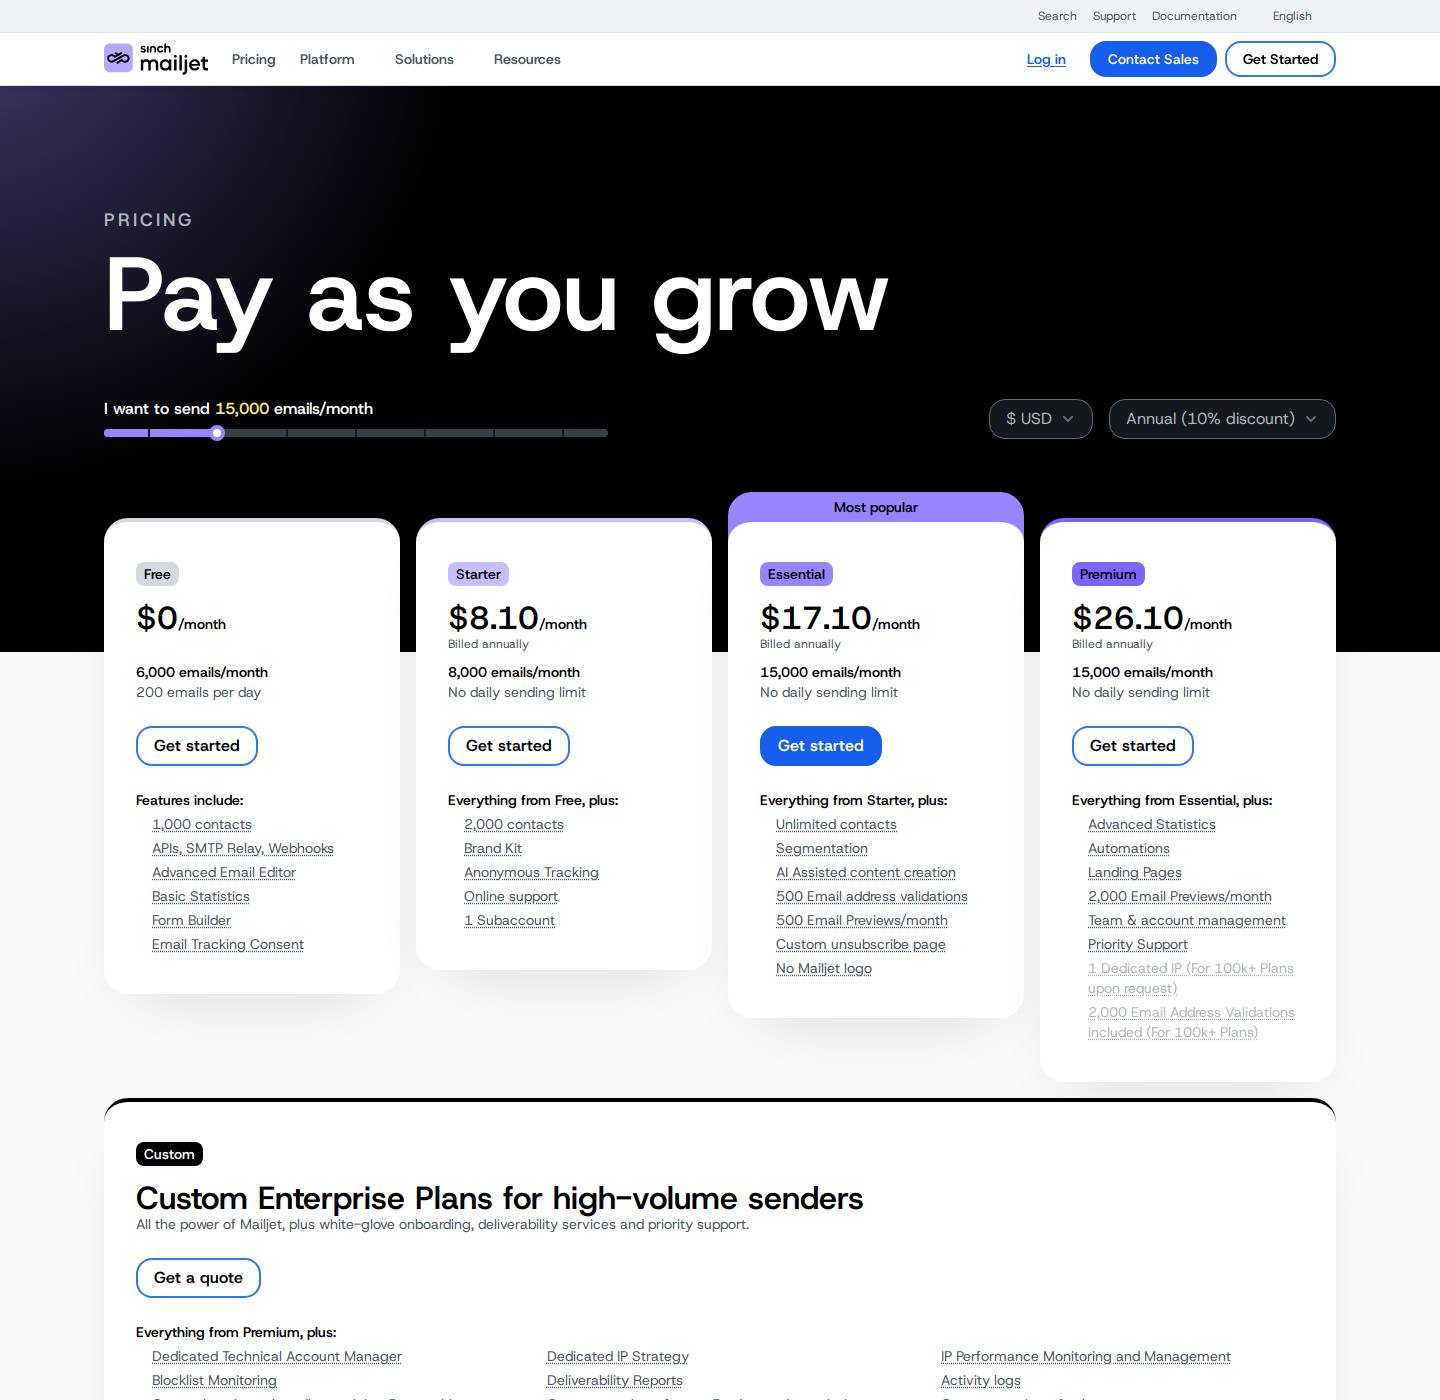 Search Support Documentation English
sinch
mailjet
Pricing Platform Solutions Resources Log in Contact Sales Get Started
PRICING
Pay as you grow
I want to send 15,000 emails/month
$ USD Annual (10% discount)
Free
$0/month
6,000 emails/month
200 emails per day
Get started
Features include:
1,000 contacts
APIs, SMTP Relay, Webhooks
Advanced Email Editor
Basic Statistics
Form Builder
Email Tracking Consent
Starter
$8.10/month
Billed annually
8,000 emails/month
No daily sending limit
Get started
Everything from Free, plus:
2,000 contacts
Brand Kit
Anonymous Tracking
Online support
1 Subaccount
Most popular
Essential
$17.10/month
Billed annually
15,000 emails/month
No daily sending limit
Get started
Everything from Starter, plus:
Unlimited contacts
Segmentation
AI Assisted content creation
500 Email address validations
500 Email Previews/month
Custom unsubscribe page
No Mailjet logo
Premium
$26.10/month
Billed annually
15,000 emails/month
No daily sending limit
Get started
Everything from Essential, plus:
Advanced Statistics
Automations
Landing Pages
2,000 Email Previews/month
Team & account management
Priority Support
1 Dedicated IP (For 100k+ Plans
upon request)
2,000 Email Address Validations
included (For 100k+ Plans)
Custom
Custom Enterprise Plans for high-volume senders
All the power of Mailjet, plus white-glove onboarding, deliverability services and priority support.
Get a quote
Everything from Premium, plus:
Dedicated Technical Account Manager Dedicated IP Strategy IP Performance Monitoring and Management
Blocklist Monitoring Deliverability Reports Activity logs